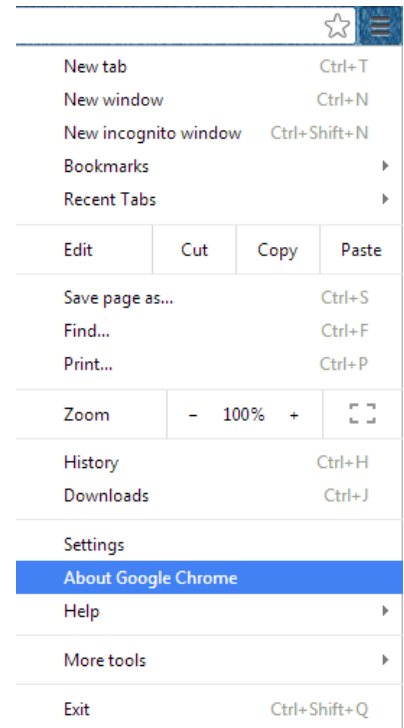 New tab Ctrl+T
New window Ctrl+N
New incognito window Ctrl+Shift+N
Bookmarks
Recent Tabs
Edit Cut Copy Paste
Save page as... Ctrl+S
Find... Ctrl+F
Print... Ctrl+P
Zoom - 100% +
History Ctrl+H
Downloads Ctrl+J
Settings
About Google Chrome
Help
More tools
Exit Ctrl+Shift+Q